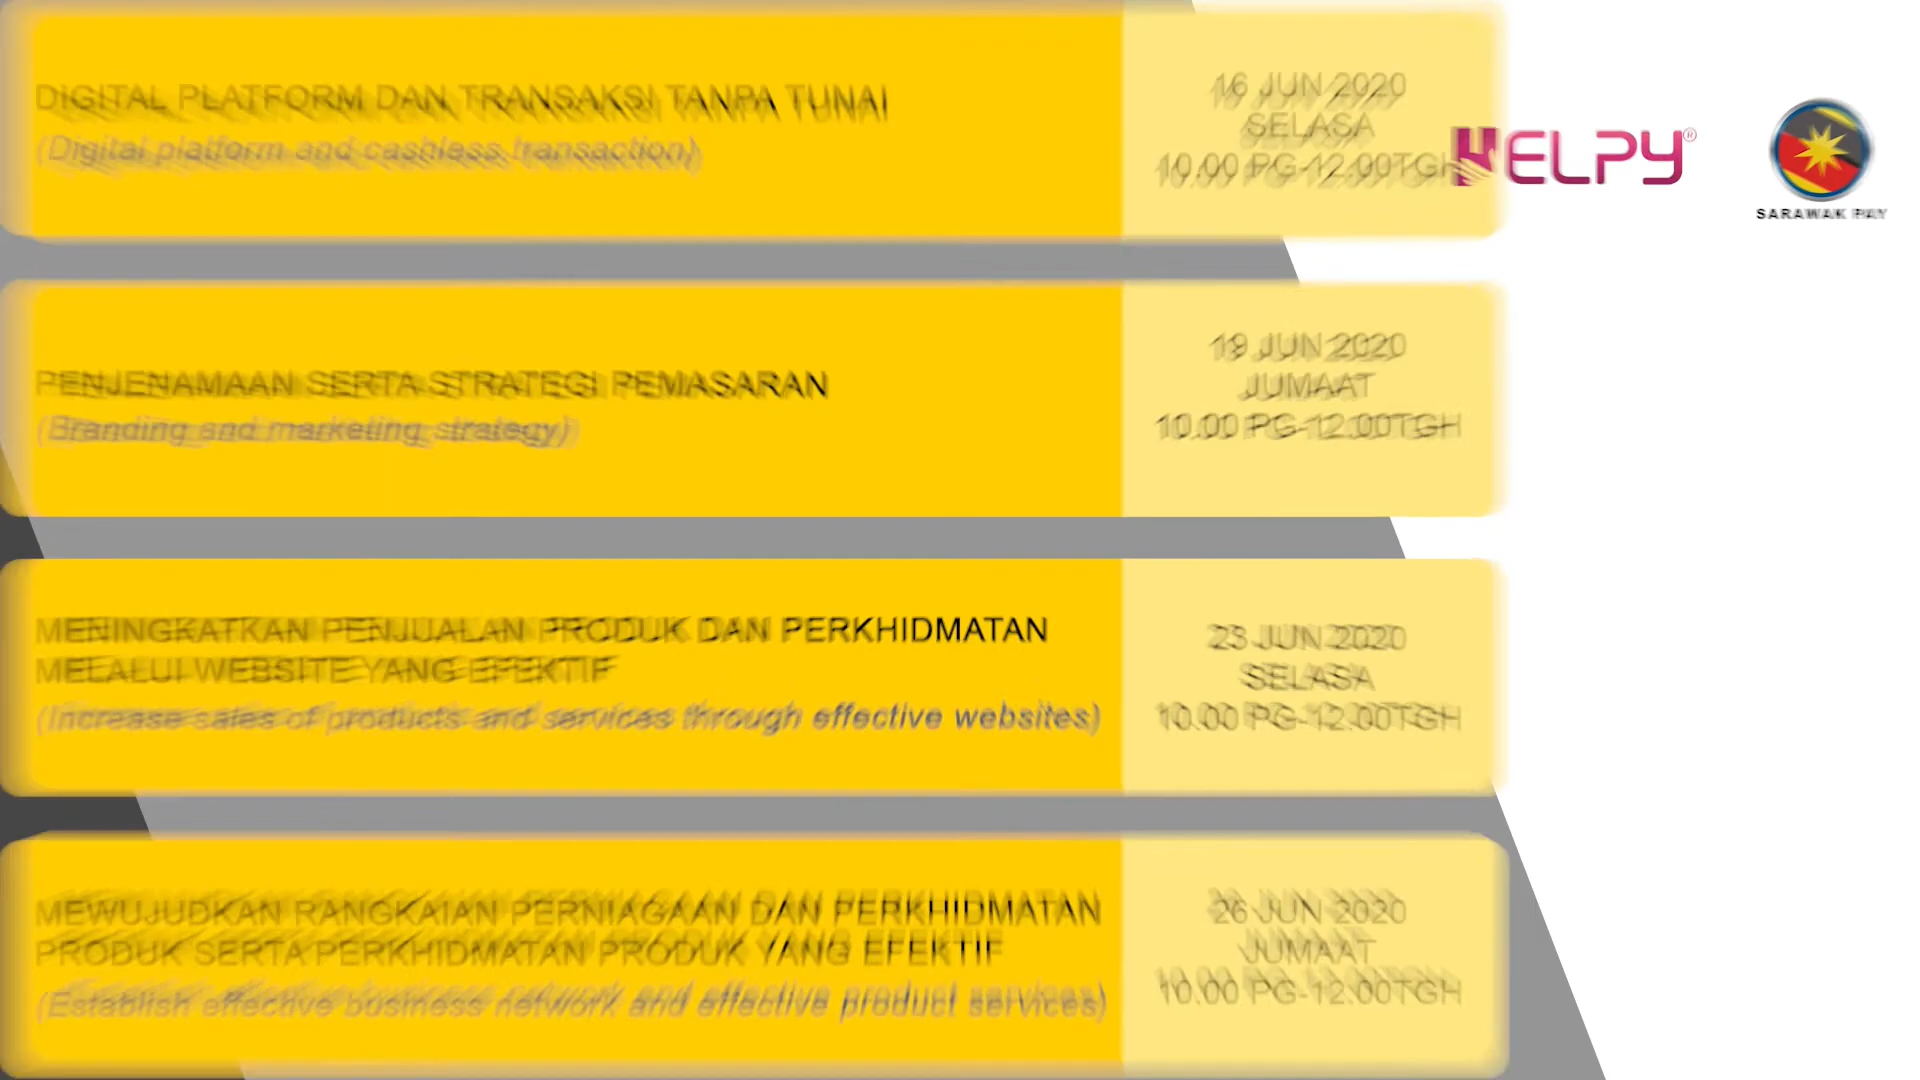 DIGITAL PLATFORM DAN TRANSAKSI TANPA TUNAI
(Digital platform and cashless transaction)
16 JUN 2020
SELASA
10.00 PG-12.00TGH
HELPY®
SARAWAK PAY
PENJENAMAAN SERTA STRATEGI PEMASARAN
(Branding and marketing strategy)
19 JUN 2020
JUMAAT
10.00 PG-12.00TGH
MENINGKATKAN PENJUALAN PRODUK DAN PERKHIDMATAN
MELALUI WEBSITE YANG EFEKTIF
(Increase sales of products and services through effective websites)
23 JUN 2020
SELASA
10.00 PG-12.00TGH
MEWUJUDKAN RANGKAIAN PERNIAGAAN DAN PERKHIDMATAN
PRODUK SERTA PERKHIDMATAN PRODUK YANG EFEKTIF
(Establish effective business network and effective product services)
26 JUN 2020
JUMAAT
10.00 PG-12.00TGH